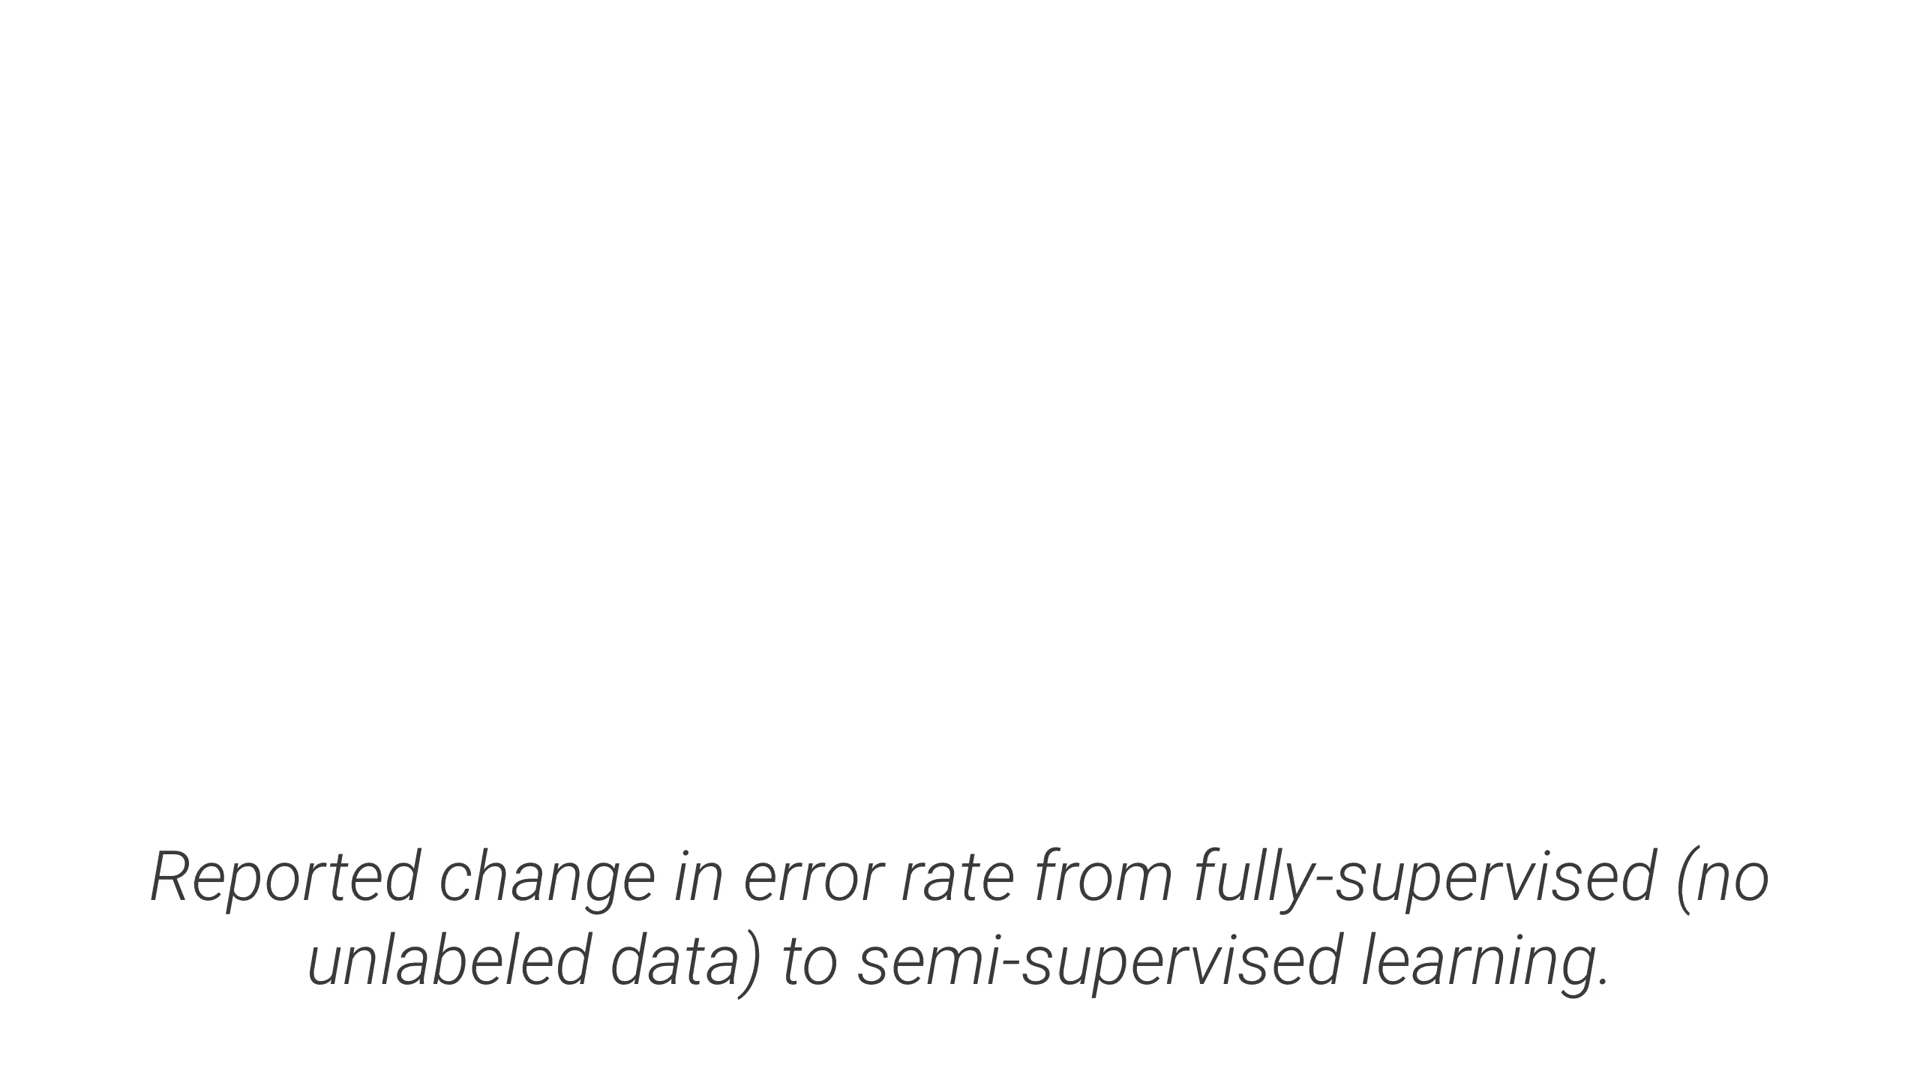 Reported change in error rate from fully-supervised (no
unlabeled data) to semi-supervised learning.